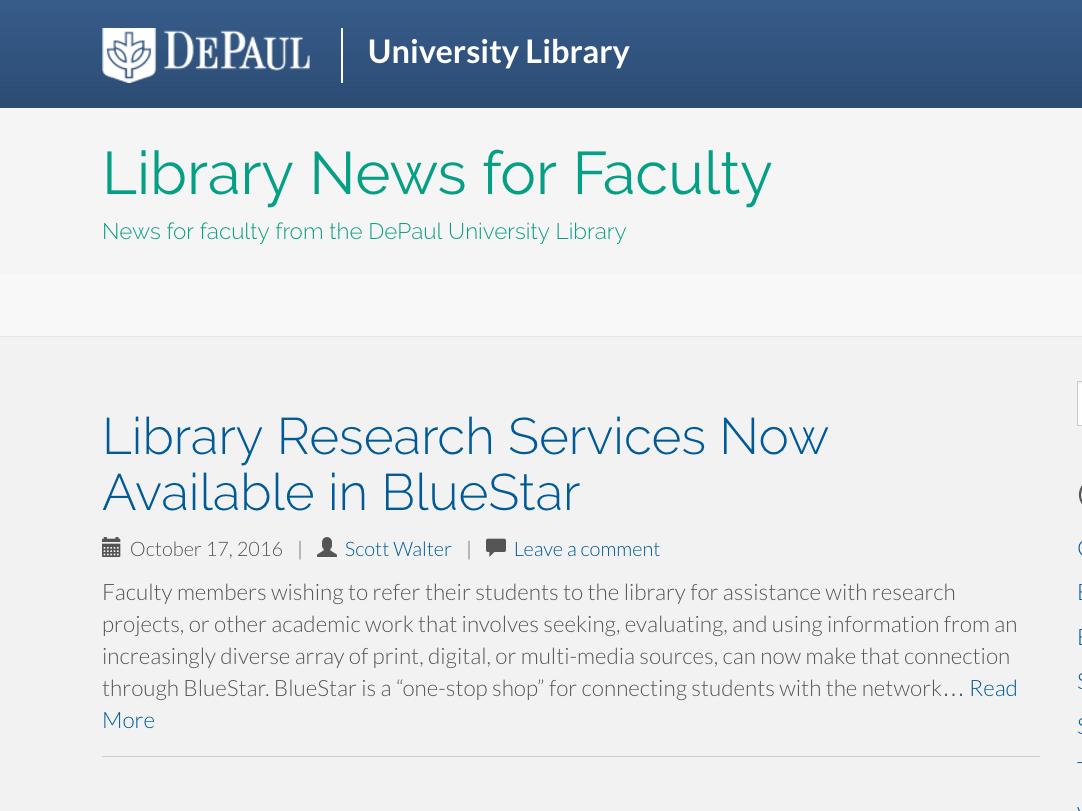 DEPAUL University Library
Library News for Faculty
News for faculty from the DePaul University Library
Library Research Services Now
Available in BlueStar
October 17, 2016 | Scott Walter | Leave a comment
Faculty members wishing to refer their students to the library for assistance with research
projects, or other academic work that involves seeking, evaluating, and using information from an
increasingly diverse array of print, digital, or multi-media sources, can now make that connection
through BlueStar. BlueStar is a “one-stop shop” for connecting students with the network… Read
More